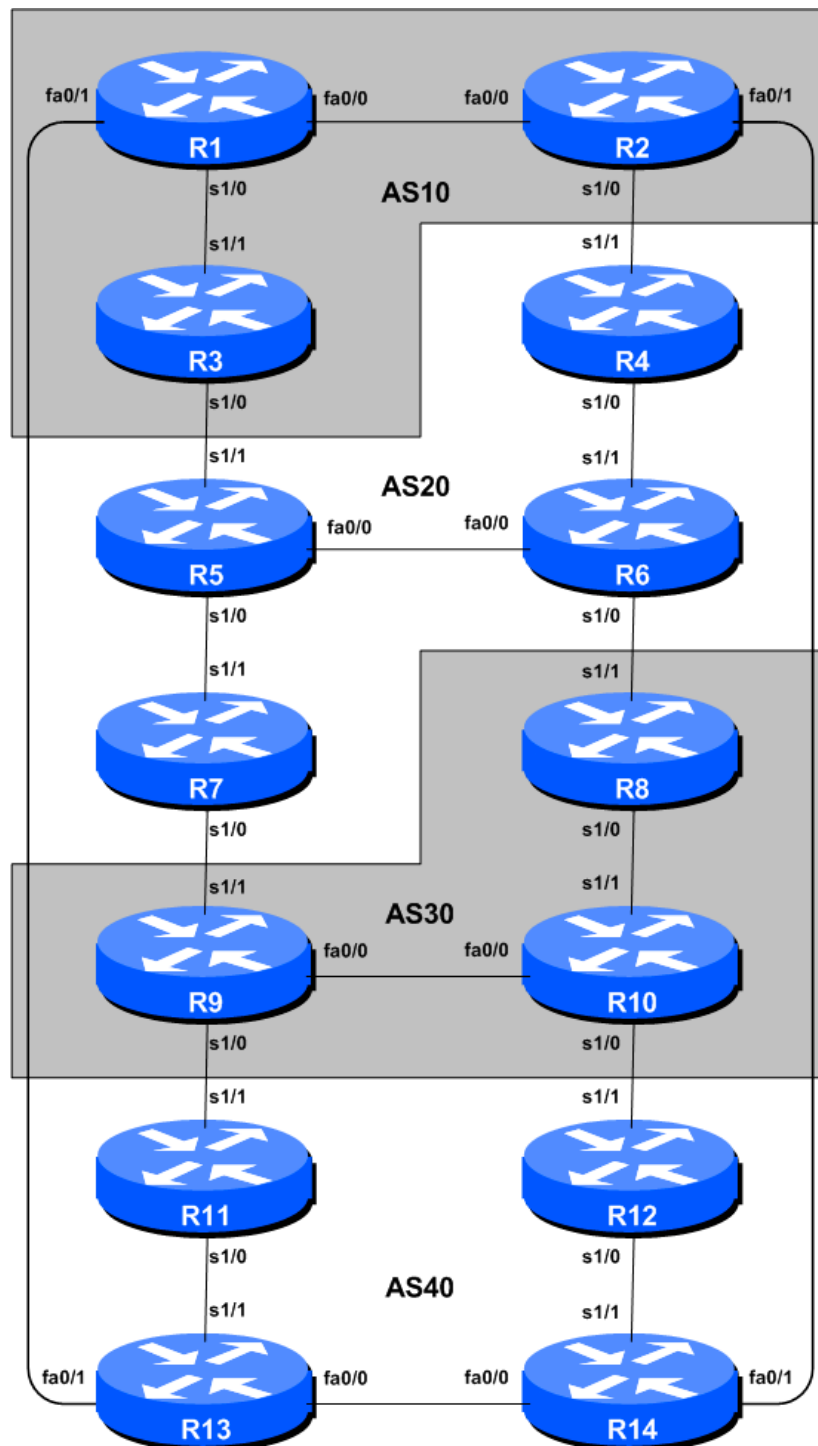 fa0/1 fa0/0 fa0/0 fa0/1
R1 R2
s1/0 AS10 s1/0
s1/1 s1/1
R3 R4
s1/0 s1/0
s1/1 AS20 s1/1
fa0/0 fa0/0
R5 R6
s1/0 s1/0
s1/1 s1/1
R7 R8
s1/0 s1/0
s1/1 AS30 s1/1
fa0/0 fa0/0
R9 R10
s1/0 s1/0
s1/1 s1/1
R11 R12
s1/0 AS40 s1/0
s1/1 s1/1
fa0/1 fa0/0 fa0/0 fa0/1
R13 R14